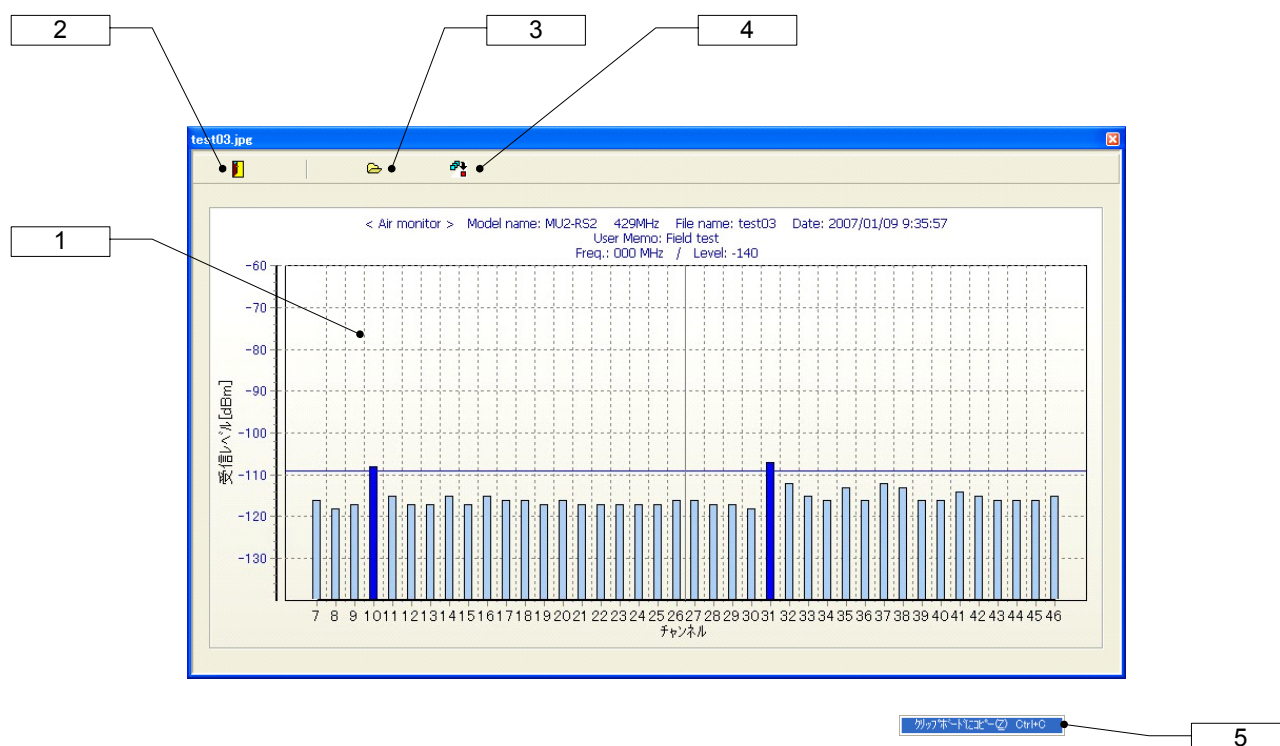 2
3
4
test03.jpg
1
< Air monitor > Model name: MU2-RS2 429MHz File name: test03 Date: 2007/01/09 9:35:57
User Memo: Field test
Freq.: 000 MHz / Level: -140
-60
-70
-80
-90
-100
-110
-120
-130
受信レベル[dBm]
7 8 9 10 11 12 13 14 15 16 17 18 19 20 21 22 23 24 25 26 27 28 29 30 31 32 33 34 35 36 37 38 39 40 41 42 43 44 45 46
チャンネル
クリップボードにコピー(Z) Ctrl+C
5